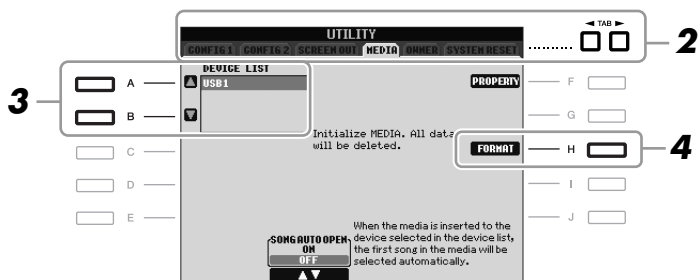 ◄ TAB ►
UTILITY
CONFIG 1 CONFIG 2 SCREEN OUT MEDIA OWNER SYSTEM RESET
2
DEVICE LIST
3
A
USB1
PROPERTY
F
B
G
Initialize MEDIA. All data
will be deleted.
FORMAT
H
4
C
D
I
E
J
When the media is inserted to the
device selected in the device list,
the first song in the media will be
selected automatically.
SONG AUTO OPEN
ON
OFF
▲▼